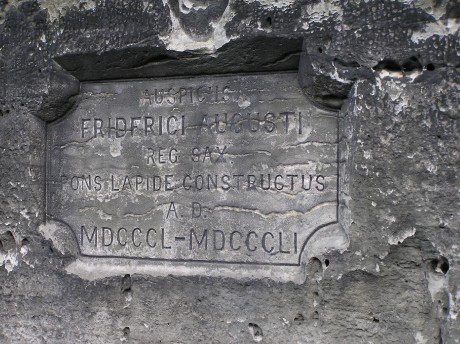 AUSPICIIS
FRIDERICI AUGUSTI
REG SAX
PONS LAPIDE CONSTRUCTUS
A. D.
MDCCCL-MDCCCLI